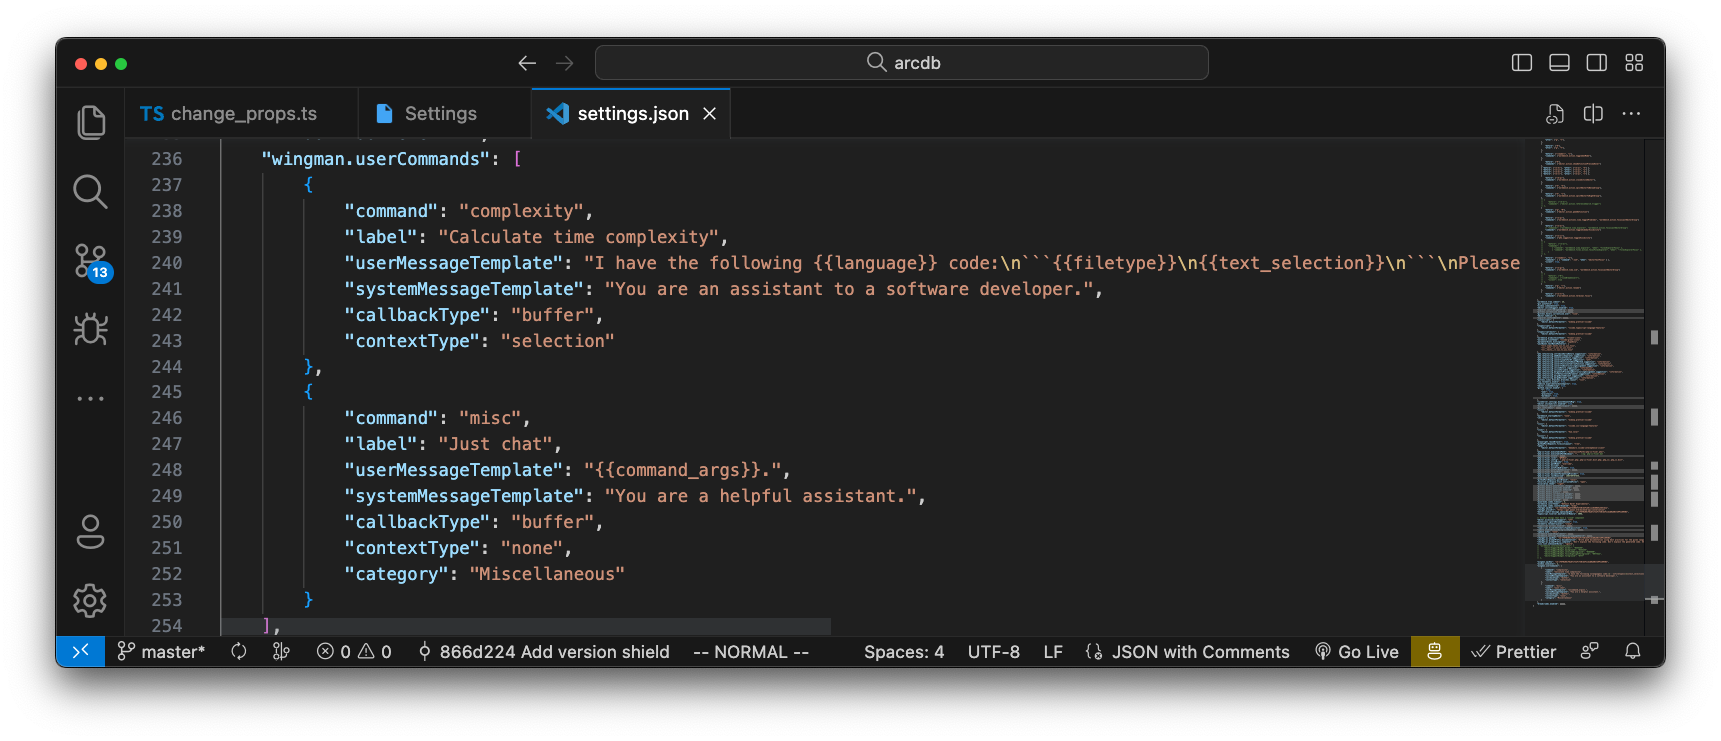 arcdb
TS change_props.ts
Settings
settings.json
236 "wingman.userCommands": [
237 {
238 "command": "complexity",
239 "label": "Calculate time complexity",
240 "userMessageTemplate": "I have the following {{language}} code:\n```{{filetype}}\n{{text_selection}}\n```\nPlease
241 "systemMessageTemplate": "You are an assistant to a software developer.",
242 "callbackType": "buffer",
243 "contextType": "selection"
244 },
245 {
246 "command": "misc",
247 "label": "Just chat",
248 "userMessageTemplate": "{{command_args}}.",
249 "systemMessageTemplate": "You are a helpful assistant.",
250 "callbackType": "buffer",
251 "contextType": "none",
252 "category": "Miscellaneous"
253 }
254 ],
13
master* 0 0 866d224 Add version shield -- NORMAL -- Spaces: 4 UTF-8 LF JSON with Comments Go Live Prettier